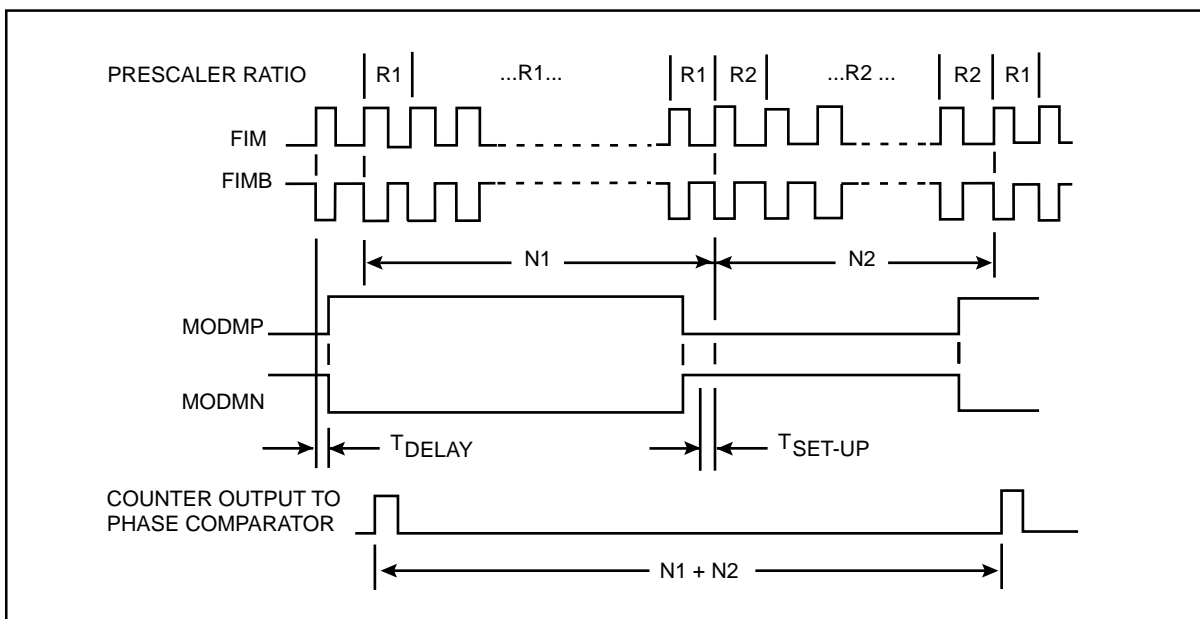 PRESCALER RATIO R1 ...R1... R1 R2 ...R2 ... R2 R1
FIM
FIMB
N1 N2
MODMP
MODMN
TDELAY TSET-UP
COUNTER OUTPUT TO
PHASE COMPARATOR
N1 + N2